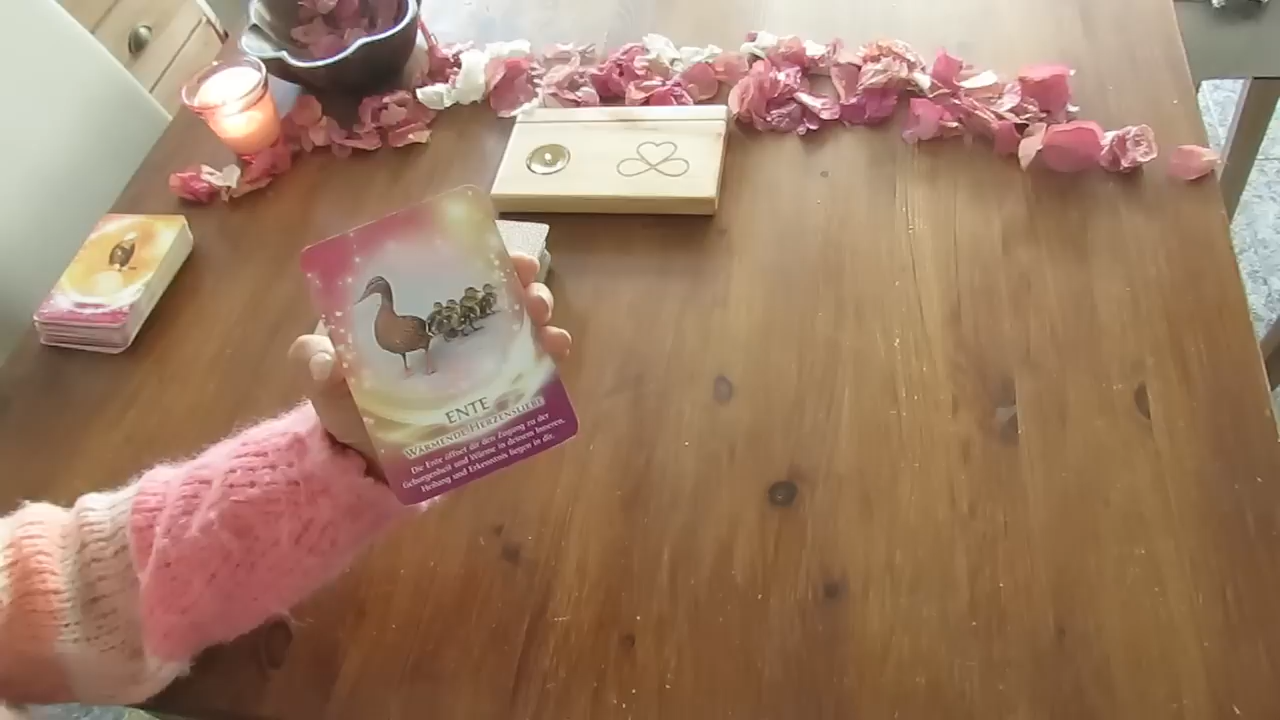 ENTE
WÄRMENDE HERZENSLIEBE
Die Ente öffnet dir den Zugang zu der
Geborgenheit und Wärme in deinem Inneren.
Heilung und Erkenntnis liegen in dir.